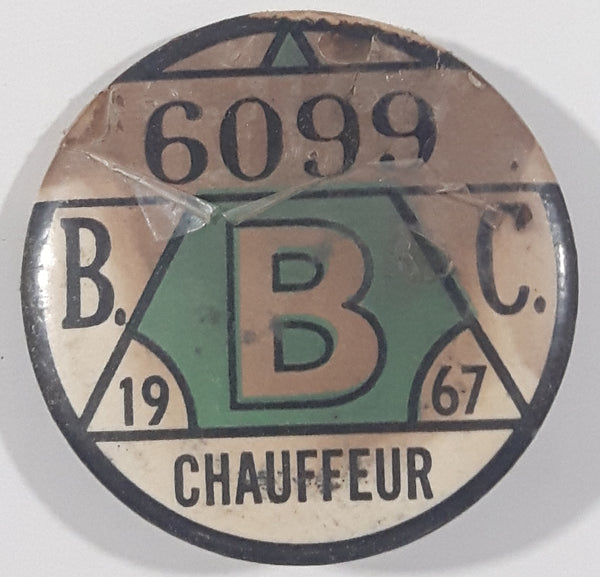 6099
B. B C.
19 67
CHAUFFEUR